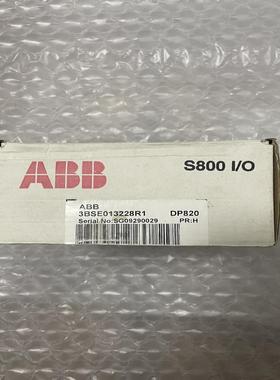 ABB
S800 I/O
ABB
3BSE013228R1 DP820
Serial No:SG09290029 PR:H